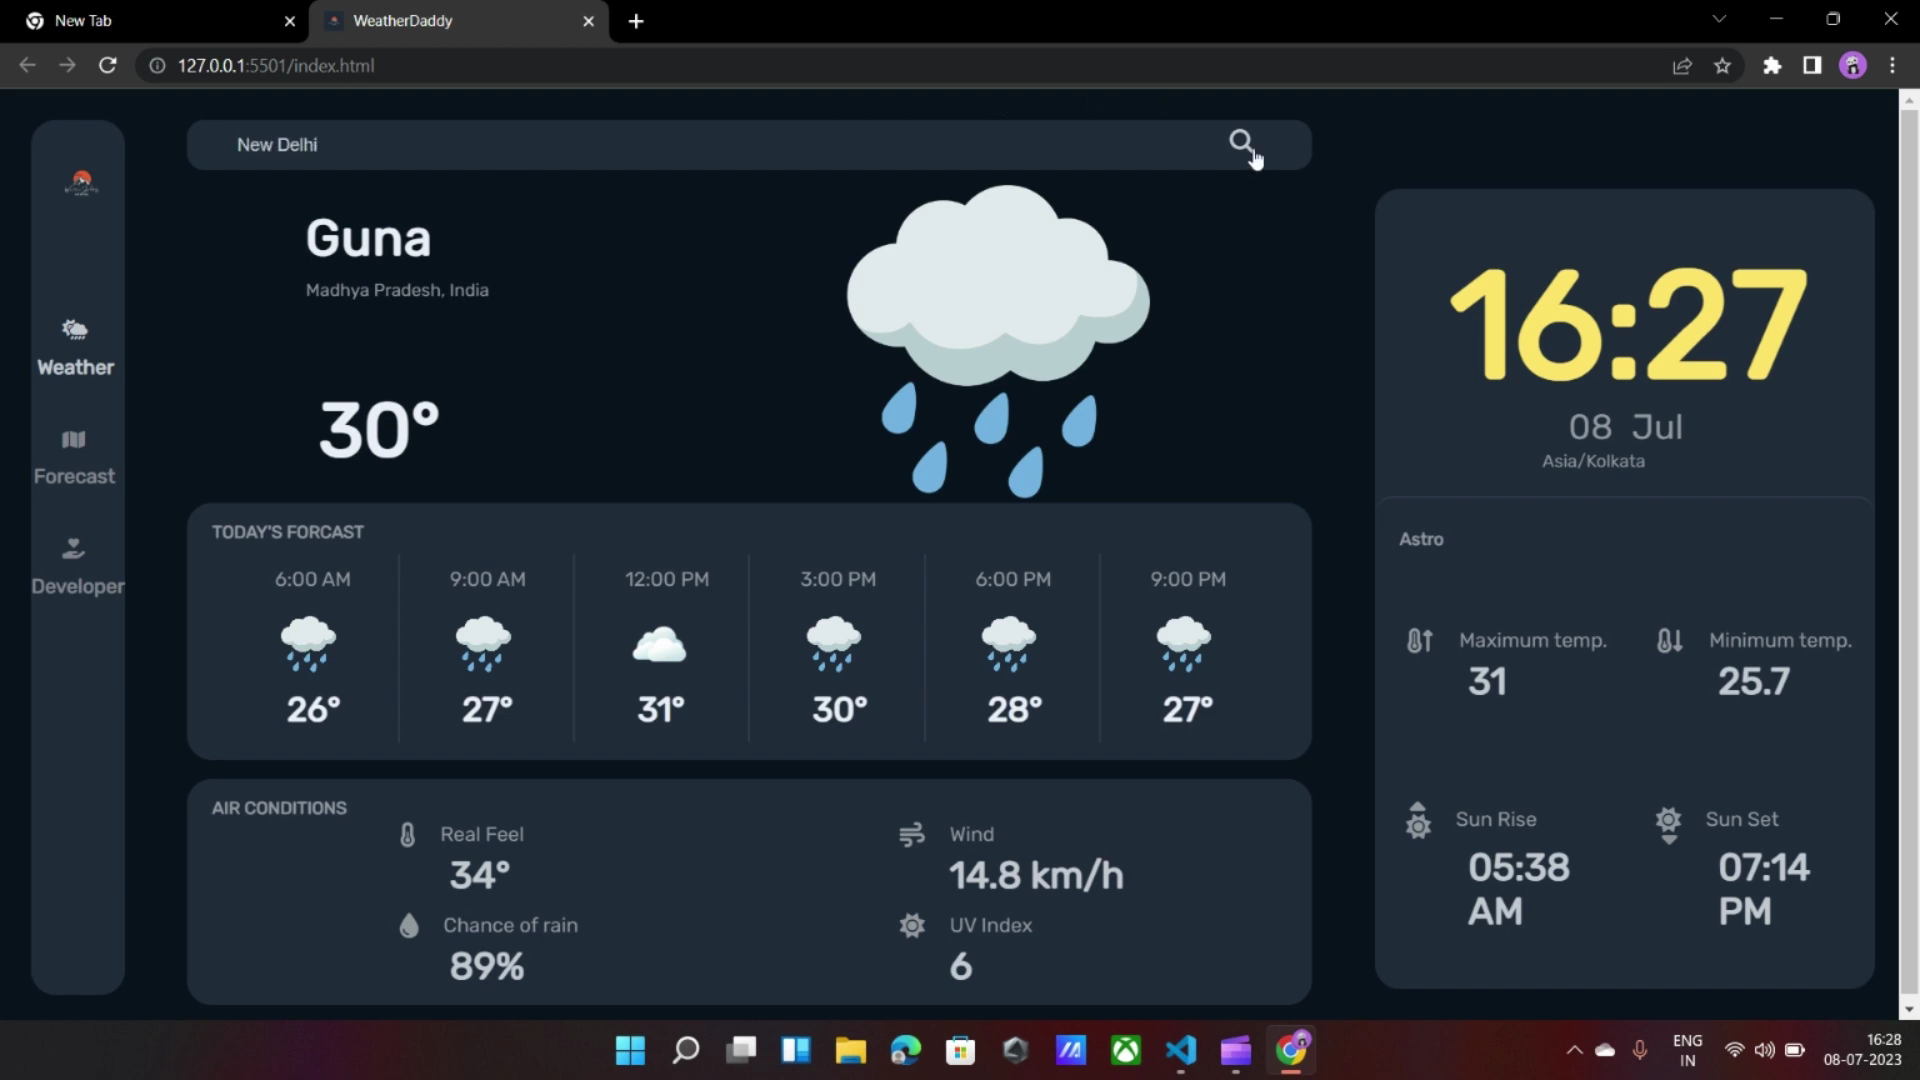 New Tab
WeatherDaddy
127.0.0.1:5501/index.html
New Delhi
Guna
Madhya Pradesh, India
30°
16:27
08 Jul
Asia/Kolkata
Weather
Forecast
Developer
TODAY'S FORCAST
6:00 AM 9:00 AM 12:00 PM 3:00 PM 6:00 PM 9:00 PM
26° 27° 31° 30° 28° 27°
AIR CONDITIONS
Real Feel
34°
Wind
14.8 km/h
Chance of rain
89%
UV Index
6
Astro
Maximum temp.
31
Minimum temp.
25.7
Sun Rise
05:38
AM
Sun Set
07:14
PM
ENG
IN
16:28
08-07-2023